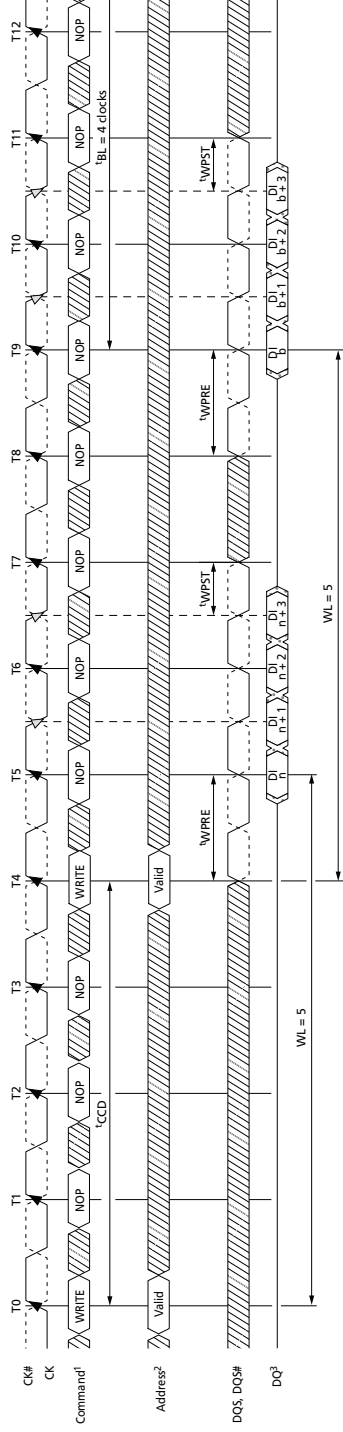 T0 T1 T2 T3 T4 T5 T6 T7 T8 T9 T10 T11 T12
CK#
CK
Command1 WRITE NOP NOP NOP WRITE NOP NOP NOP NOP NOP NOP NOP NOP
tCCD tBL = 4 clocks
Address2 Valid Valid
tWPRE tWPST tWPRE tWPST
DQS, DQS#
DQ3 DI n DI n + 1 DI n + 2 DI n + 3 DI b DI b + 1 DI b + 2 DI b + 3
WL = 5
WL = 5